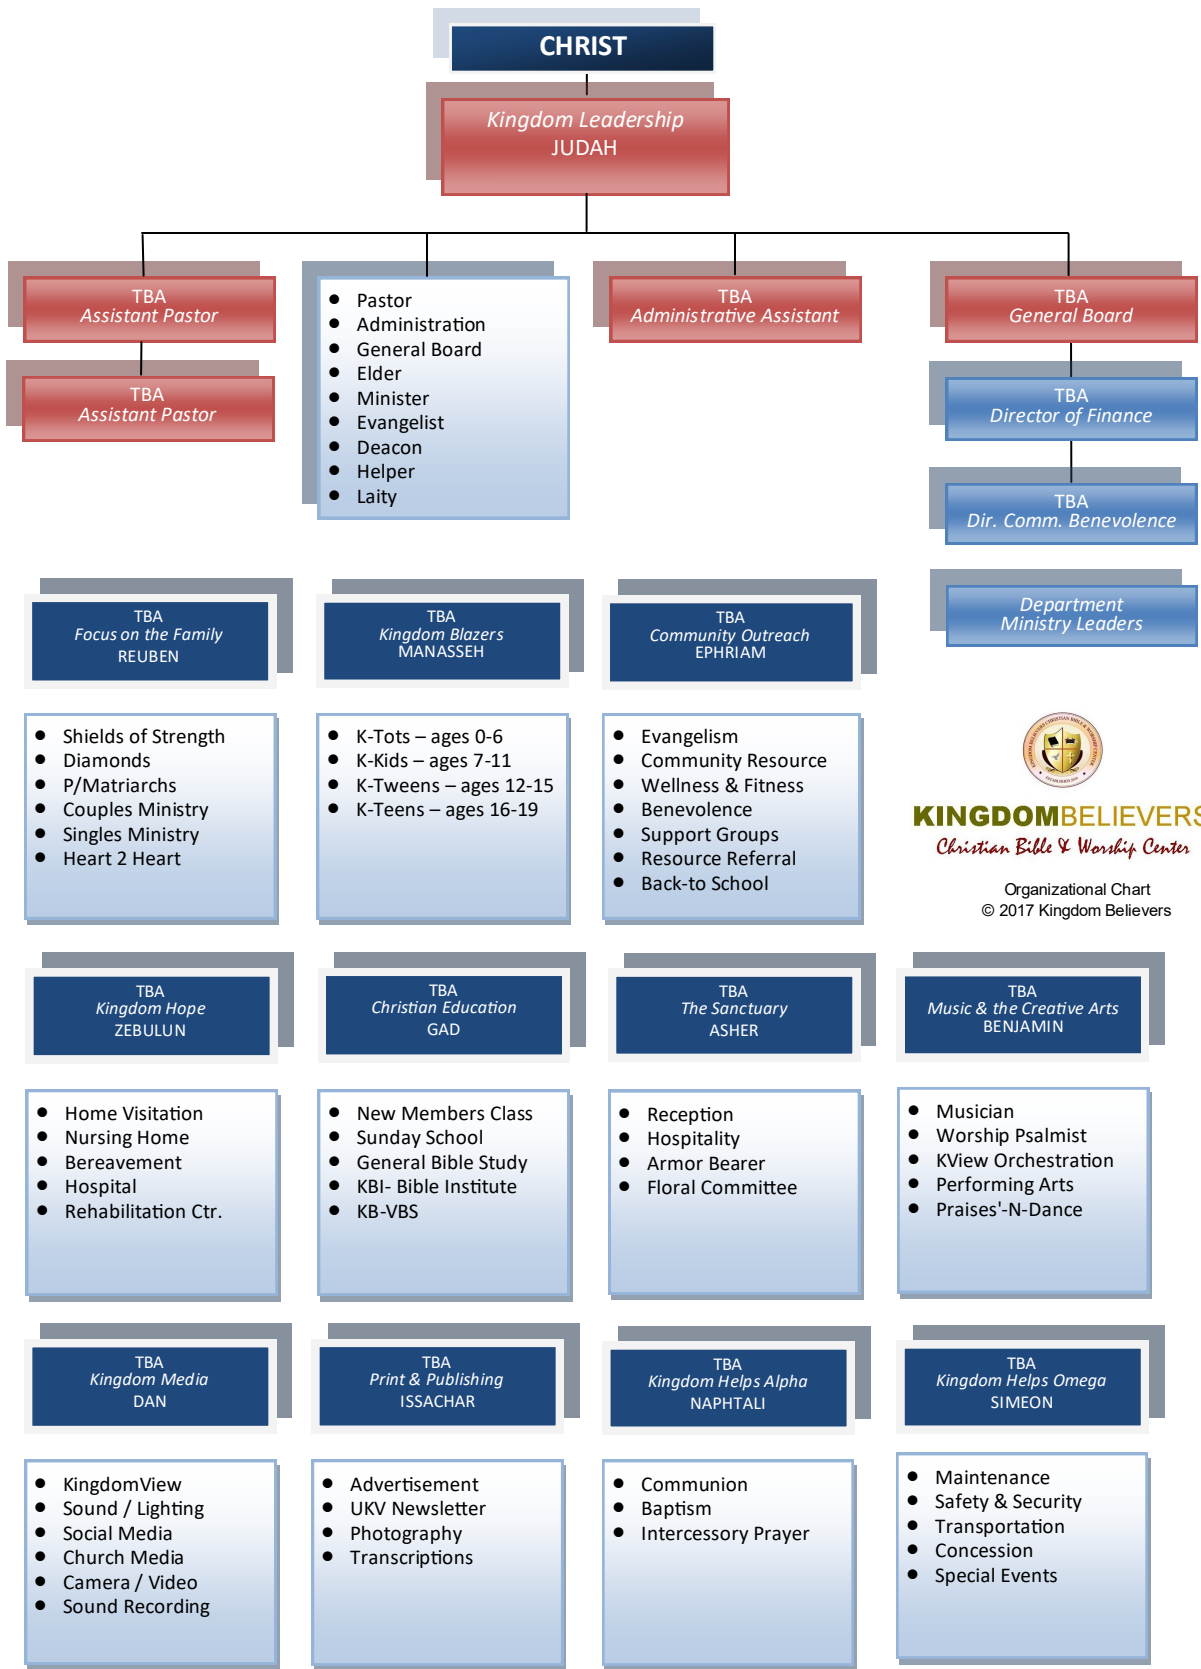 CHRIST
Kingdom Leadership
JUDAH
TBA
Assistant Pastor
TBA
Assistant Pastor
• Pastor
• Administration
• General Board
• Elder
• Minister
• Evangelist
• Deacon
• Helper
• Laity
TBA
Administrative Assistant
TBA
General Board
TBA
Director of Finance
TBA
Dir. Comm. Benevolence
Department
Ministry Leaders
TBA
Focus on the Family
REUBEN
• Shields of Strength
• Diamonds
• P/Matriarchs
• Couples Ministry
• Singles Ministry
• Heart 2 Heart
TBA
Kingdom Blazers
MANASSEH
• K-Tots – ages 0-6
• K-Kids – ages 7-11
• K-Tweens – ages 12-15
• K-Teens – ages 16-19
TBA
Community Outreach
EPHRIAM
• Evangelism
• Community Resource
• Wellness & Fitness
• Benevolence
• Support Groups
• Resource Referral
• Back-to School
KINGDOM BELIEVERS CHRISTIAN BIBLE & WORSHIP CENTER
KINGDOMBELIEVERS
Christian Bible & Worship Center
Organizational Chart
© 2017 Kingdom Believers
TBA
Kingdom Hope
ZEBULUN
• Home Visitation
• Nursing Home
• Bereavement
• Hospital
• Rehabilitation Ctr.
TBA
Christian Education
GAD
• New Members Class
• Sunday School
• General Bible Study
• KBI- Bible Institute
• KB-VBS
TBA
The Sanctuary
ASHER
• Reception
• Hospitality
• Armor Bearer
• Floral Committee
TBA
Music & the Creative Arts
BENJAMIN
• Musician
• Worship Psalmist
• KView Orchestration
• Performing Arts
• Praises'-N-Dance
TBA
Kingdom Media
DAN
• KingdomView
• Sound / Lighting
• Social Media
• Church Media
• Camera / Video
• Sound Recording
TBA
Print & Publishing
ISSACHAR
• Advertisement
• UKV Newsletter
• Photography
• Transcriptions
TBA
Kingdom Helps Alpha
NAPHTALI
• Communion
• Baptism
• Intercessory Prayer
TBA
Kingdom Helps Omega
SIMEON
• Maintenance
• Safety & Security
• Transportation
• Concession
• Special Events